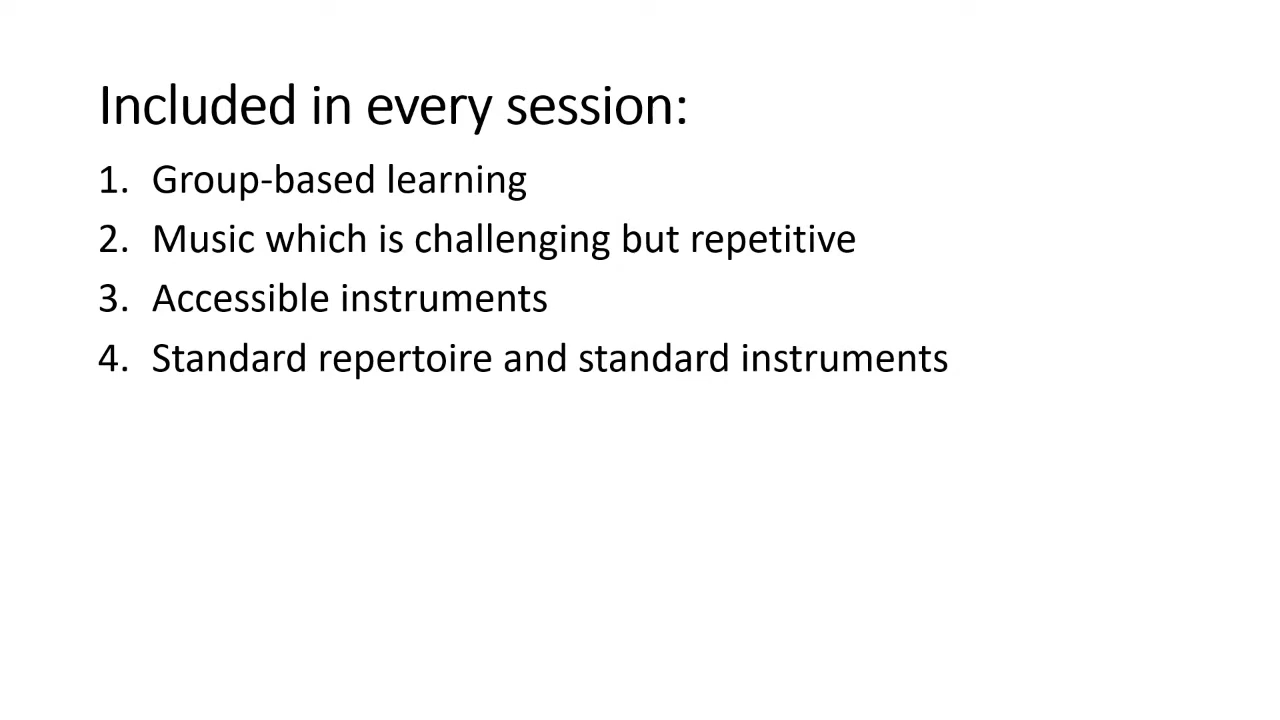 Included in every session:
1. Group-based learning
2. Music which is challenging but repetitive
3. Accessible instruments
4. Standard repertoire and standard instruments